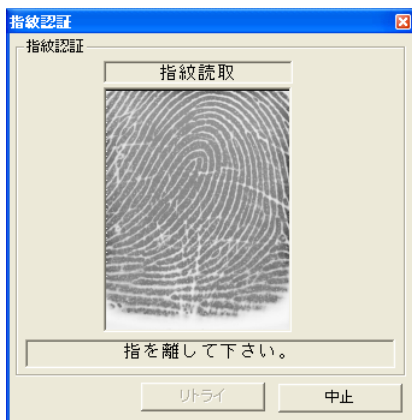 指紋認証
指紋認証
指紋読取
指を離して下さい。
リトライ
中止